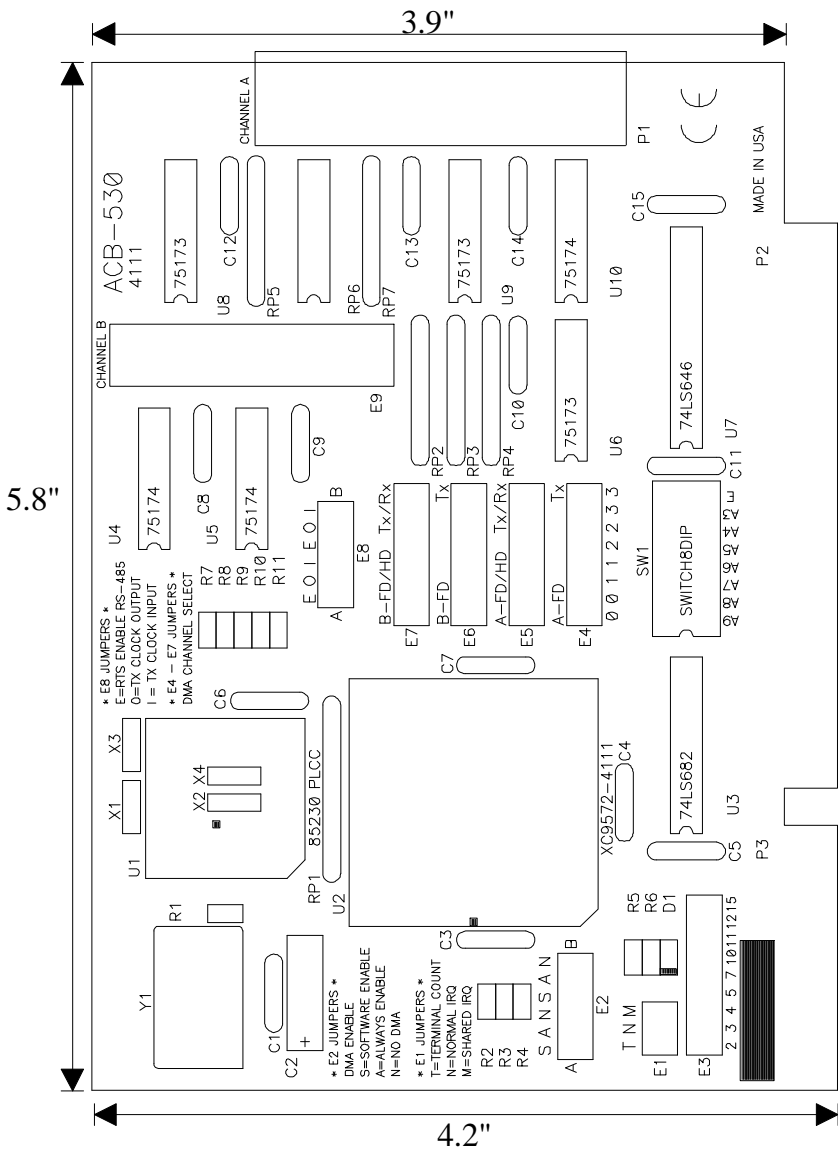 3.9"
5.8"
4.2"
CHANNEL A
P1
MADE IN USA
P2
ACB-530
4111
75173
U8
C12
RP5
RP6
RP7
C13
75173
U9
C14
75174
U10
C15
74LS646
U7
CHANNEL B
E9
RP2
RP3
RP4
C10
75173
U6
C11
U4
75174
C8
U5
75174
C9
* E8 JUMPERS *
E=RTS ENABLE RS-485
O=TX CLOCK OUTPUT
I = TX CLOCK INPUT
* E4 - E7 JUMPERS *
DMA CHANNEL SELECT
R7
R8
R9
R10
R11
A
E O I E O I
B
E8
B-FD/HD Tx/Rx
E7
B-FD Tx
E6
A-FD/HD Tx/Rx
E5
A-FD Tx
E4
0 0 1 1 2 2 3 3
SW1
SWITCH8DIP
A9 A8 A7 A6 A5 A4 A3 E
X1
X3
X2
X4
C6
U1
85230 PLCC
RP1
U2
C7
XC9572-4111
C4
74LS682
U3
C5
P3
Y1
R1
C1
C2
+
C3
* E2 JUMPERS *
DMA ENABLE
S=SOFTWARE ENABLE
A=ALWAYS ENABLE
N=NO DMA
* E1 JUMPERS *
T=TERMINAL COUNT
N=NORMAL IRQ
M=SHARED IRQ
R2
R3
R4
A
S A N S A N
B
E2
R5
R6
D1
T N M
E1
E3
2 3 4 5 7 10 11 12 15